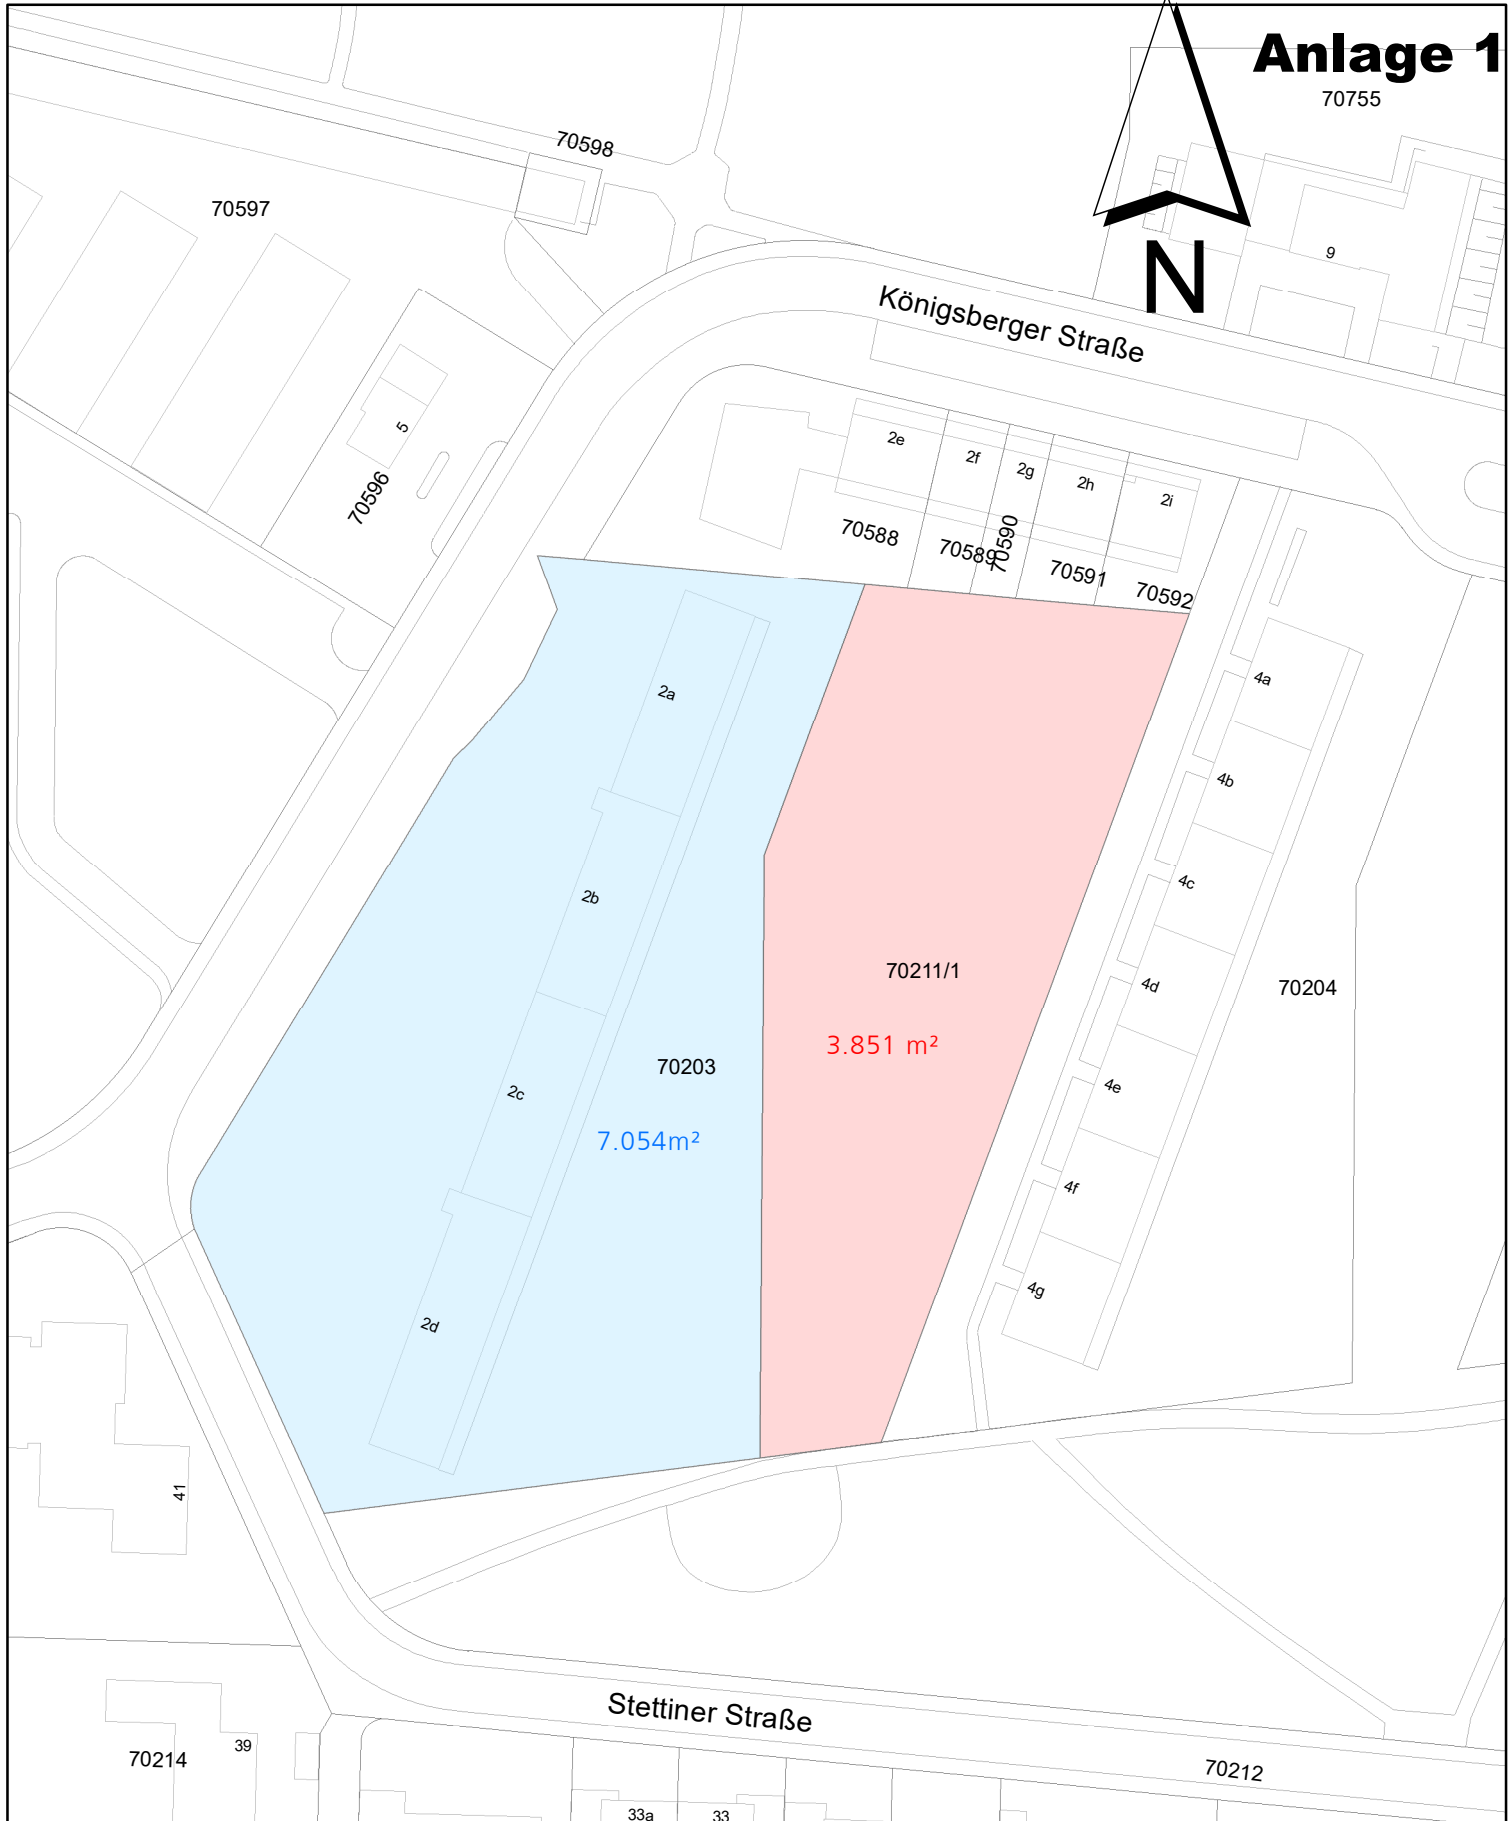 Anlage 1
70755
70598
70597
9
N
Königsberger Straße
5
70596
2e
2f
2g
2h
2i
70588
70589
70590
70591
70592
2a
4a
4b
2b
4c
70211/1
4d
70204
3.851 m²
70203
2c
4e
7.054m²
4f
4g
2d
41
Stettiner Straße
39
70214
70212
33a
33